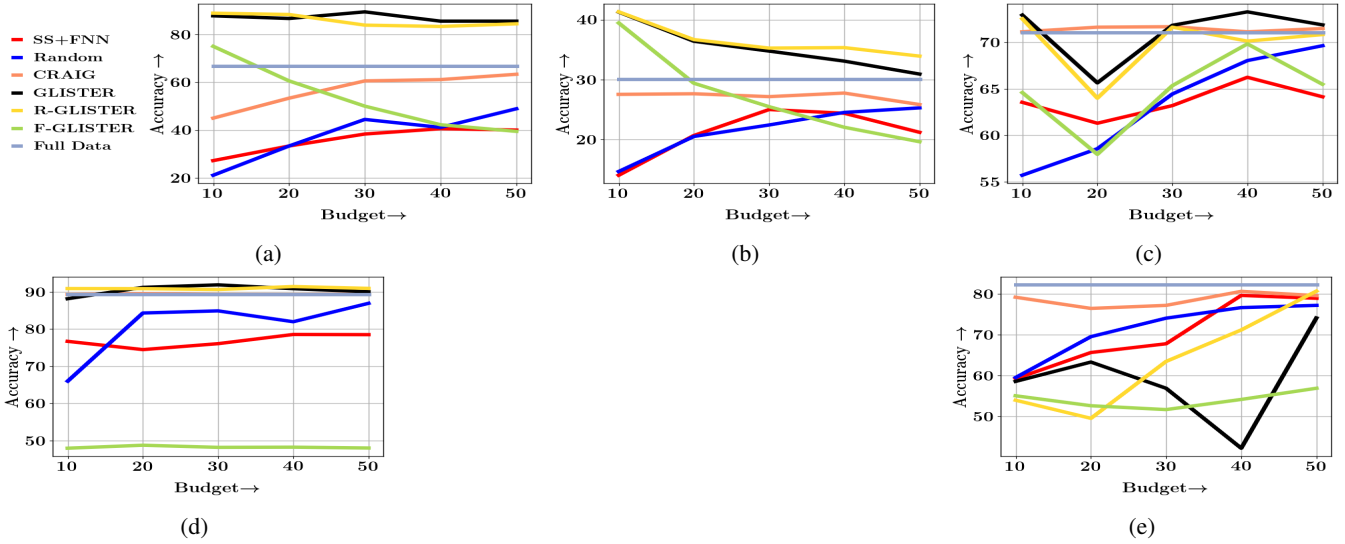 SS+FNN
Random
CRAIG
GLISTER
R-GLISTER
F-GLISTER
Full Data
Accuracy →
80
60
40
20
10 20 30 40 50
Budget→
(a)
Accuracy →
40
30
20
10 20 30 40 50
Budget→
(b)
Accuracy →
70
65
60
55
10 20 30 40 50
Budget→
(c)
Accuracy →
90
80
70
60
50
10 20 30 40 50
Budget→
(d)
Accuracy →
80
70
60
50
10 20 30 40 50
Budget→
(e)